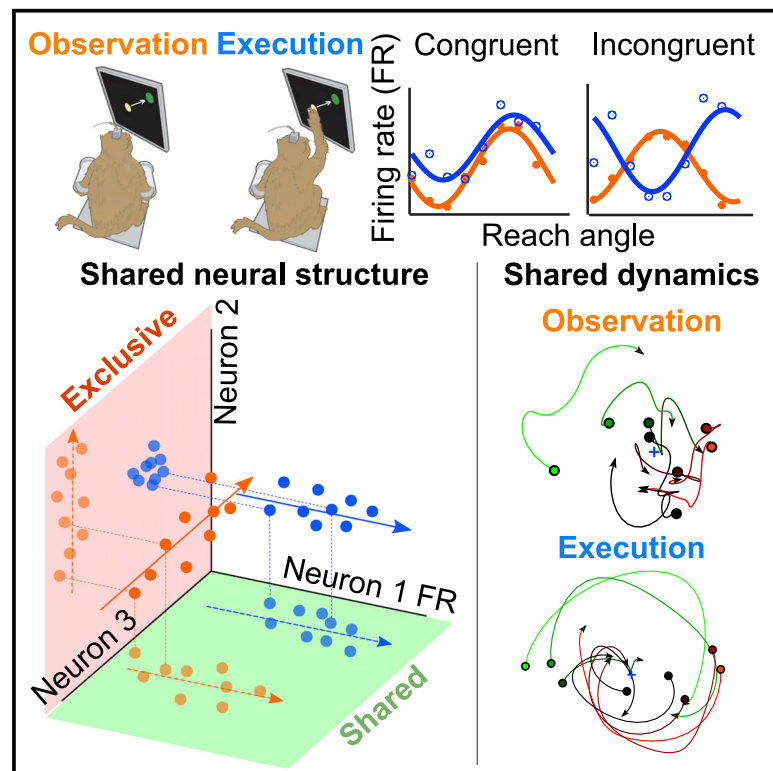 Observation Execution
Congruent
Incongruent
Firing rate (FR)
Reach angle
Shared neural structure
Exclusive
Neuron 2
Neuron 1 FR
Neuron 3
Shared
Shared dynamics
Observation
Execution